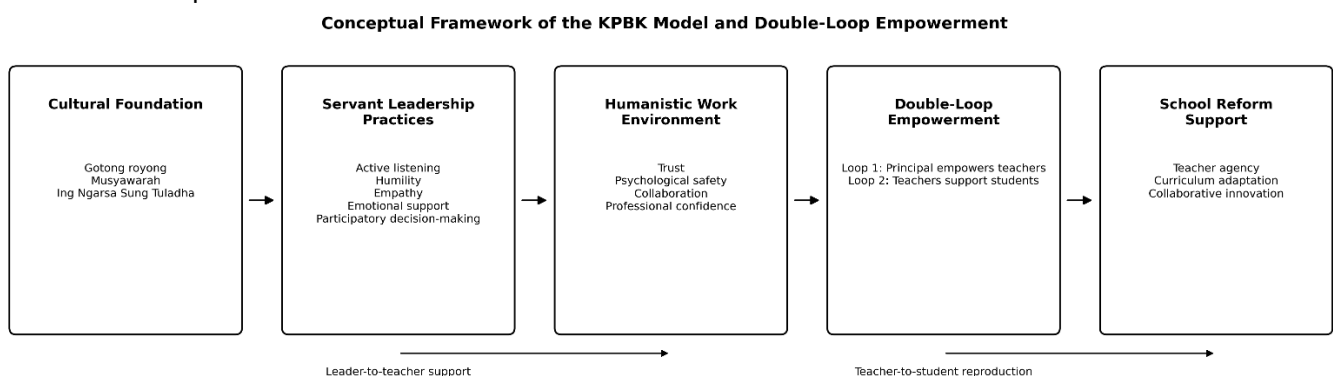 Conceptual Framework of the KPBK Model and Double-Loop Empowerment
Cultural Foundation
Gotong royong
Musyawarah
Ing Ngarsa Sung Tuladha
Servant Leadership
Practices
Active listening
Humility
Empathy
Emotional support
Participatory decision-making
Humanistic Work
Environment
Trust
Psychological safety
Collaboration
Professional confidence
Double-Loop
Empowerment
Loop 1: Principal empowers teachers
Loop 2: Teachers support students
School Reform
Support
Teacher agency
Curriculum adaptation
Collaborative innovation
Leader-to-teacher support
Teacher-to-student reproduction